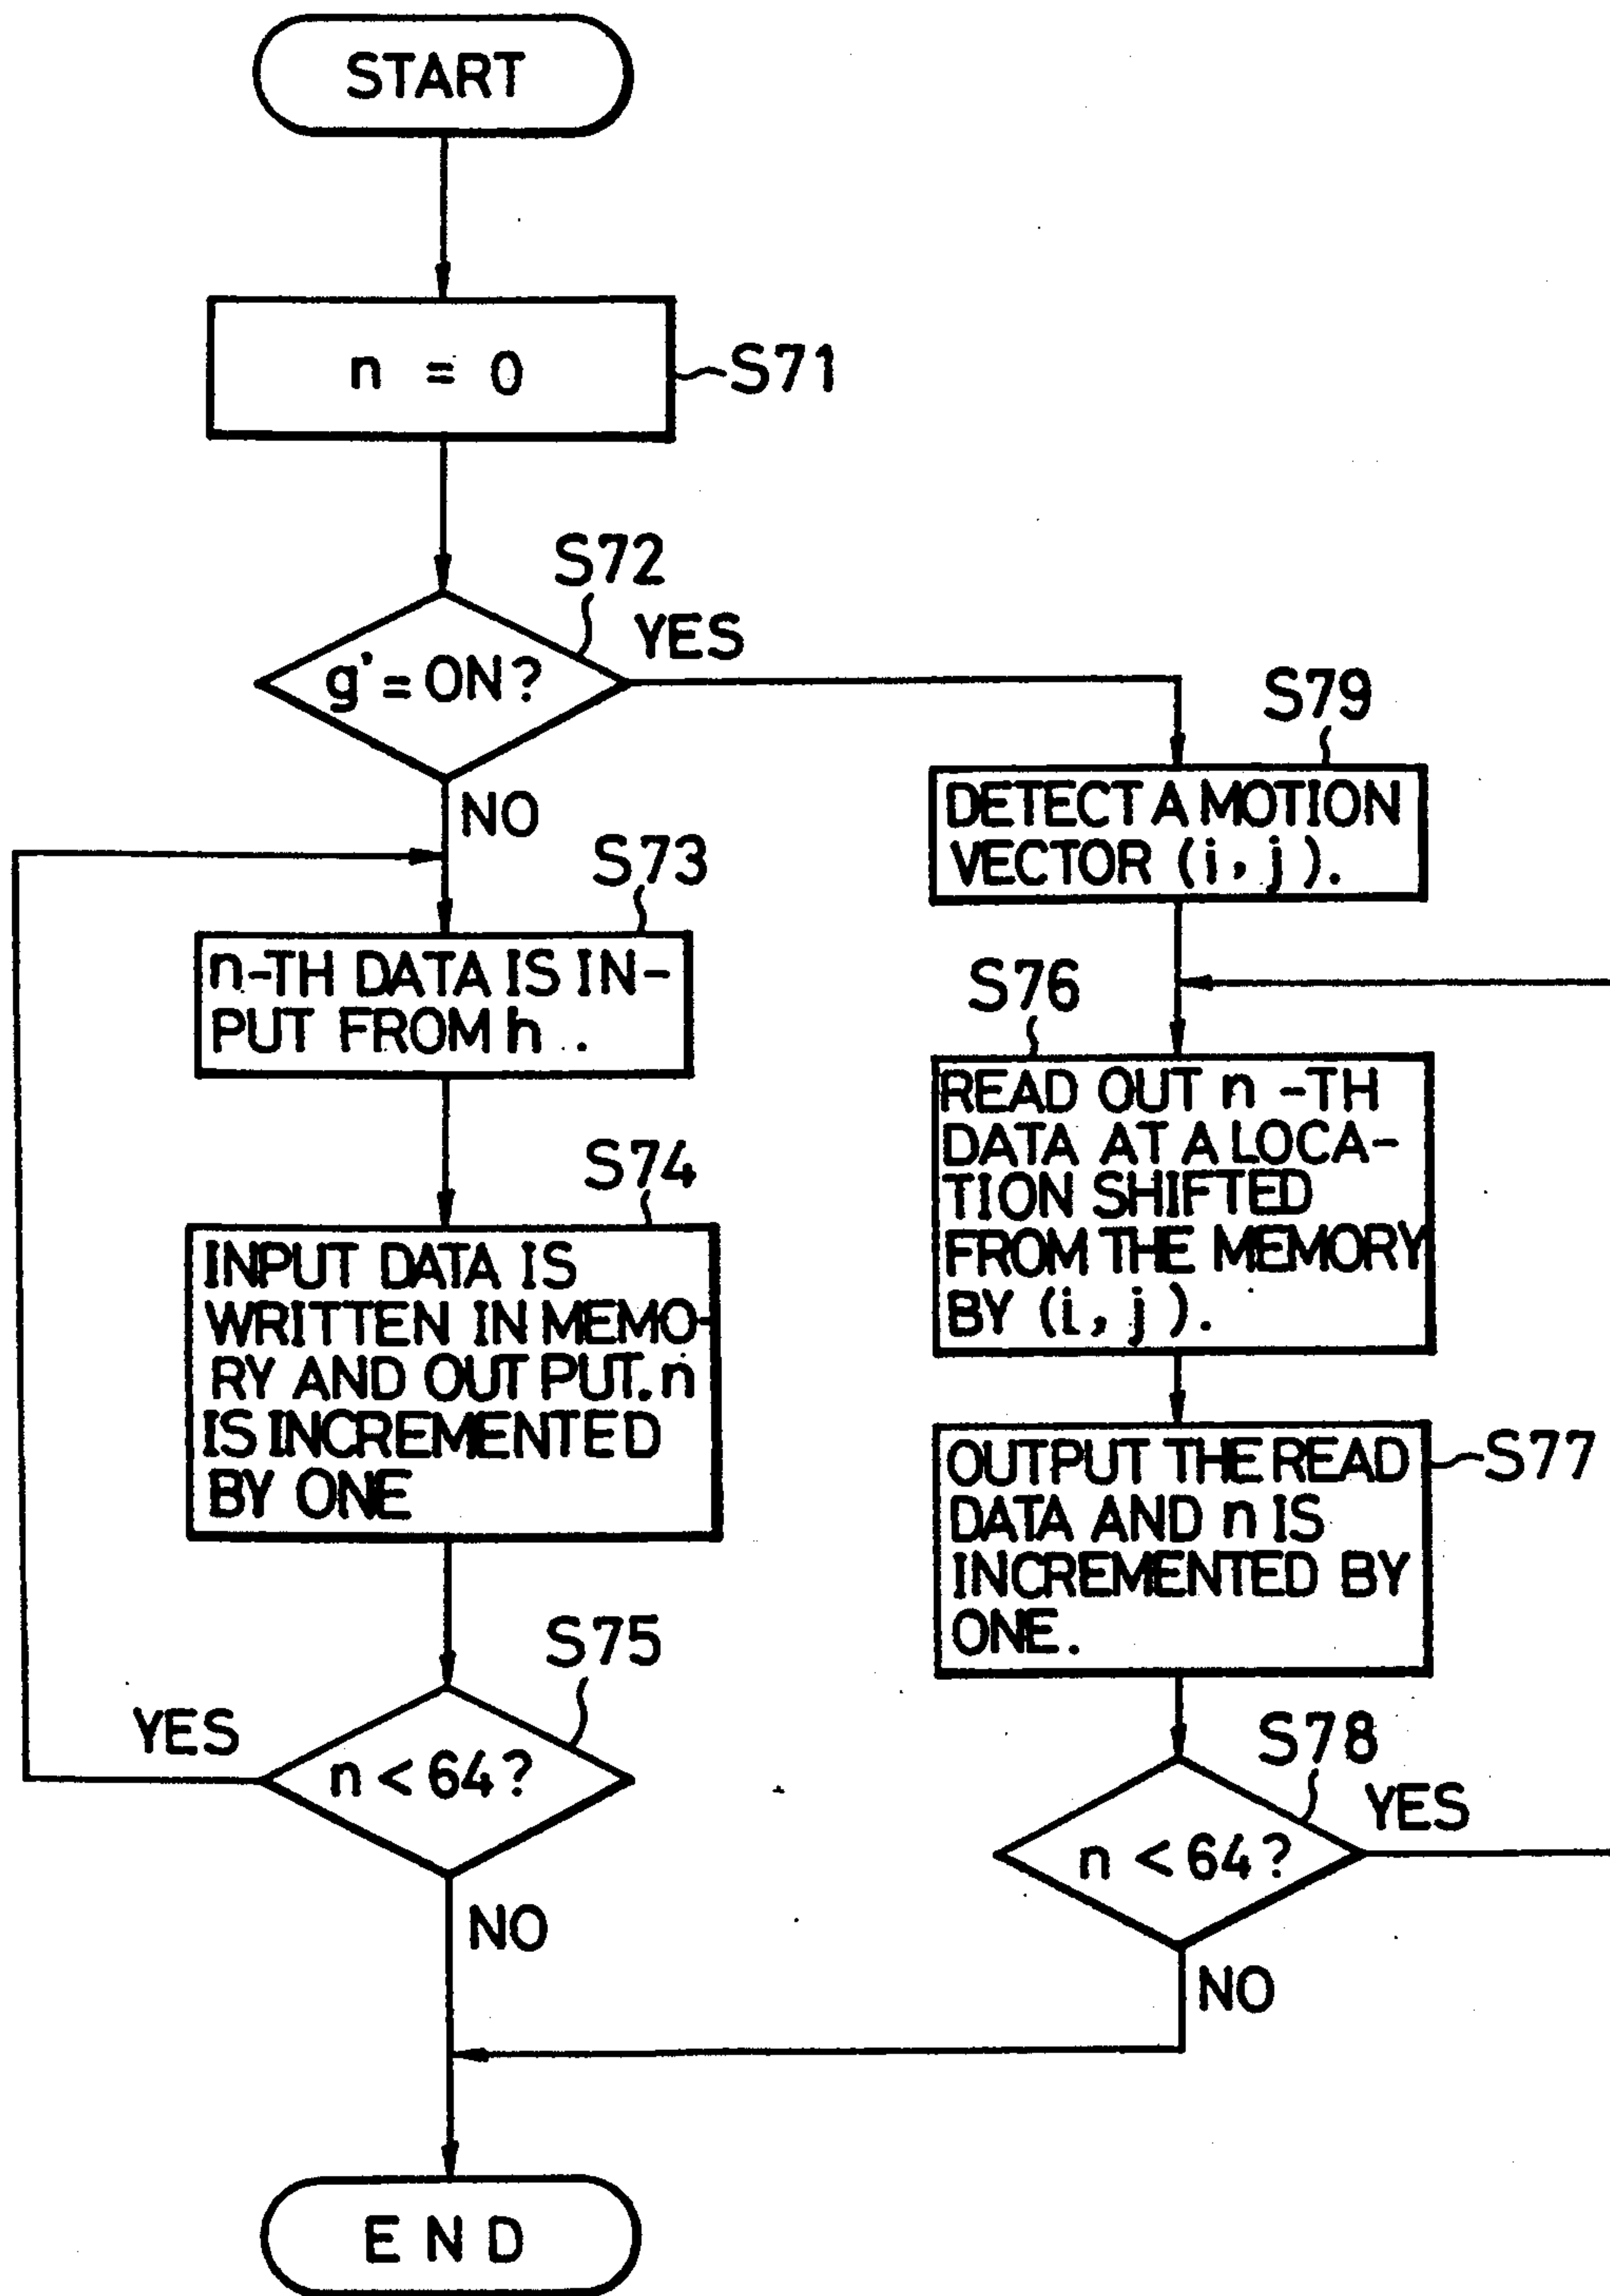 START
n = 0
S71
S72
g'=ON?
YES
NO
S73
n-TH DATA IS IN-
PUT FROM h .
S74
INPUT DATA IS
WRITTEN IN MEMO-
RY AND OUTPUT. n
IS INCREMENTED
BY ONE
S75
YES
n < 64?
NO
S79
DETECT A MOTION
VECTOR (i, j).
S76
READ OUT n -TH
DATA AT A LOCA-
TION SHIFTED
FROM THE MEMORY
BY (i, j).
OUTPUT THE READ
DATA AND n IS
INCREMENTED BY
ONE.
S77
S78
YES
n < 64?
NO
END